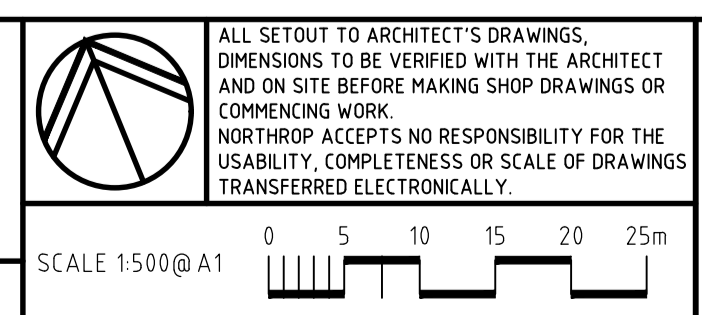 ALL SETOUT TO ARCHITECT'S DRAWINGS,
DIMENSIONS TO BE VERIFIED WITH THE ARCHITECT
AND ON SITE BEFORE MAKING SHOP DRAWINGS OR
COMMENCING WORK.
NORTHROP ACCEPTS NO RESPONSIBILITY FOR THE
USABILITY, COMPLETENESS OR SCALE OF DRAWINGS
TRANSFERRED ELECTRONICALLY.
0 5 10 15 20 25m
SCALE 1:500@ A1